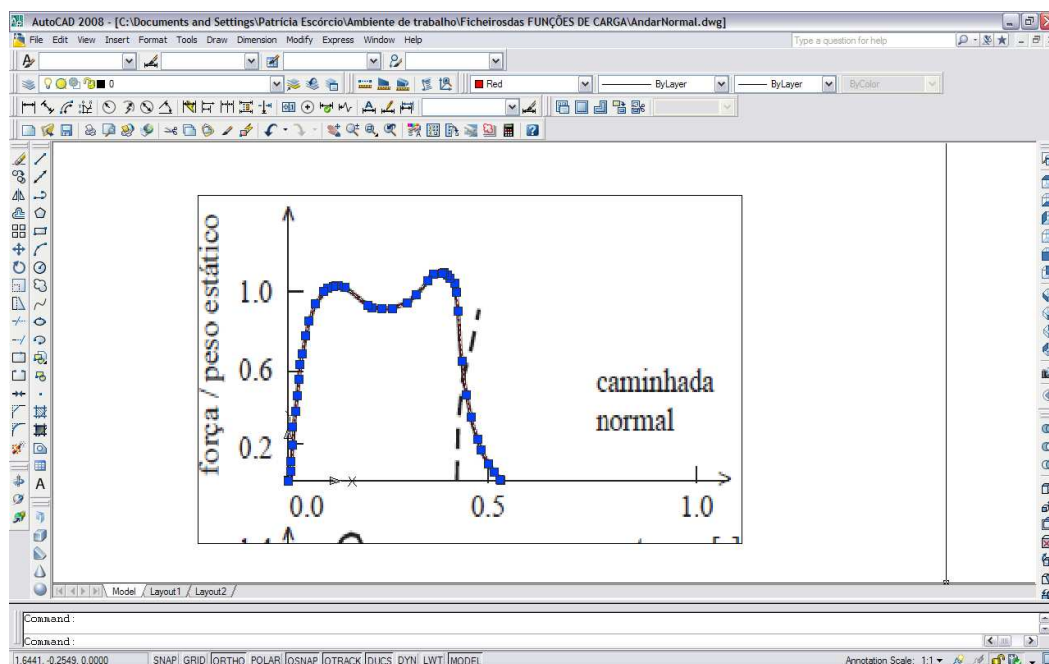 AutoCAD 2008 - [C:\Documents and Settings\Patrícia Escórcio\Ambiente de trabalho\Ficheirosdas FUNÇÕES DE CARGA\AndarNormal.dwg]
File Edit View Insert Format Tools Draw Dimension Modify Express Window Help
Type a question for help
0
Red
ByLayer
ByLayer
ByColor
força / peso estático
1.0
0.6
0.2
caminhada
normal
0.0 0.5 1.0
Model Layout1 Layout2
Command:
Command:
1.6441, -0.2549, 0.0000 SNAP GRID ORTHO POLAR OSNAP OTRACK DUCS DYN LWT MODEL Annotation Scale: 1:1